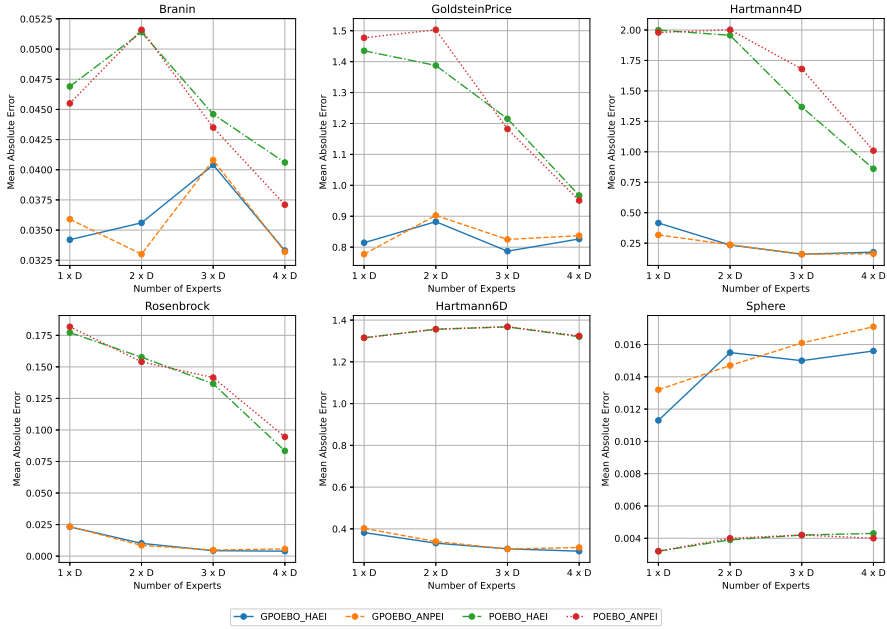 Branin
GoldsteinPrice
Hartmann4D
0.0525
0.0500
0.0475
0.0450
0.0425
0.0400
0.0375
0.0350
0.0325
Mean Absolute Error
1 x D 2 x D 3 x D 4 x D
Number of Experts
1.5
1.4
1.3
1.2
1.1
1.0
0.9
0.8
Mean Absolute Error
1 x D 2 x D 3 x D 4 x D
Number of Experts
2.00
1.75
1.50
1.25
1.00
0.75
0.50
0.25
Mean Absolute Error
1 x D 2 x D 3 x D 4 x D
Number of Experts
Rosenbrock
Hartmann6D
Sphere
0.175
0.150
0.125
0.100
0.075
0.050
0.025
0.000
Mean Absolute Error
1 x D 2 x D 3 x D 4 x D
Number of Experts
1.4
1.2
1.0
0.8
0.6
0.4
Mean Absolute Error
1 x D 2 x D 3 x D 4 x D
Number of Experts
0.016
0.014
0.012
0.010
0.008
0.006
0.004
Mean Absolute Error
1 x D 2 x D 3 x D 4 x D
Number of Experts
GPOEBO_HAEI GPOEBO_ANPEI POEBO_HAEI POEBO_ANPEI